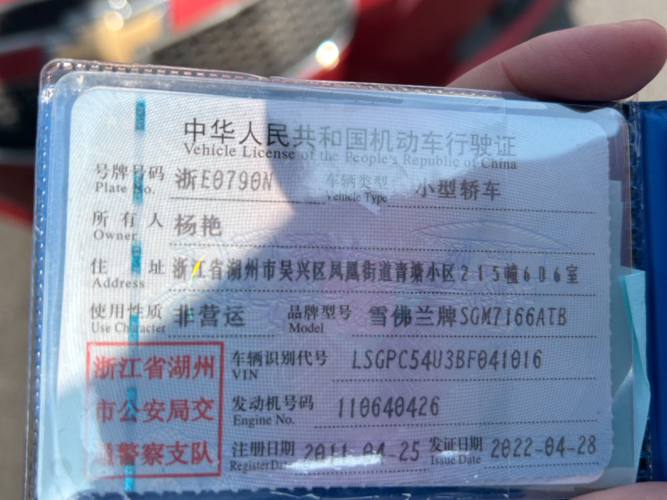 中华人民共和国机动车行驶证
Vehicle License of the People's Republic of China
号牌号码 浙E0790N 车辆类型 小型轿车
Plate No. Vehicle Type
所有人 杨艳
Owner
住址 浙江省湖州市吴兴区凤凰街道青塘小区215幢606室
Address
使用性质 非营运 品牌型号 雪佛兰牌SGM7166ATB
Use Character Model
浙江省湖州
市公安局交
通警察支队
车辆识别代号 LSGPC54U3BF041016
VIN
发动机号码 110640426
Engine No.
注册日期 2011-04-25 发证日期 2022-04-28
Register Date Issue Date